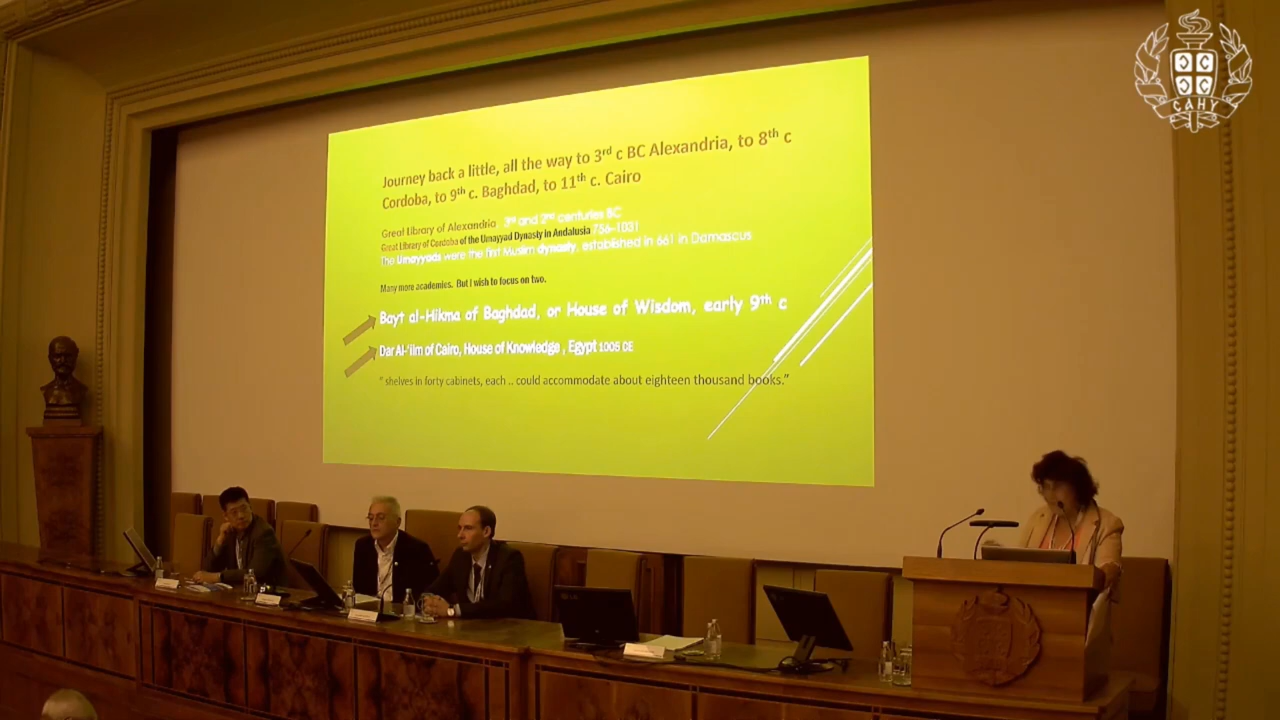 Journey back a little, all the way to 3rd c BC Alexandria, to 8th c
Cordoba, to 9th c. Baghdad, to 11th c. Cairo
Great Library of Alexandria 3rd and 2nd centuries BC
Great Library of Cordoba of the Umayyad Dynasty in Andalusia 756-1031
The Umayyads were the first Muslim dynasty, established in 661 in Damascus
Many more academies. But I wish to focus on two.
Bayt al-Hikma of Baghdad, or House of Wisdom, early 9th c
Dar Al-'ilm of Cairo, House of Knowledge , Egypt 1005 CE
" shelves in forty cabinets, each .. could accommodate about eighteen thousand books."
САНУ